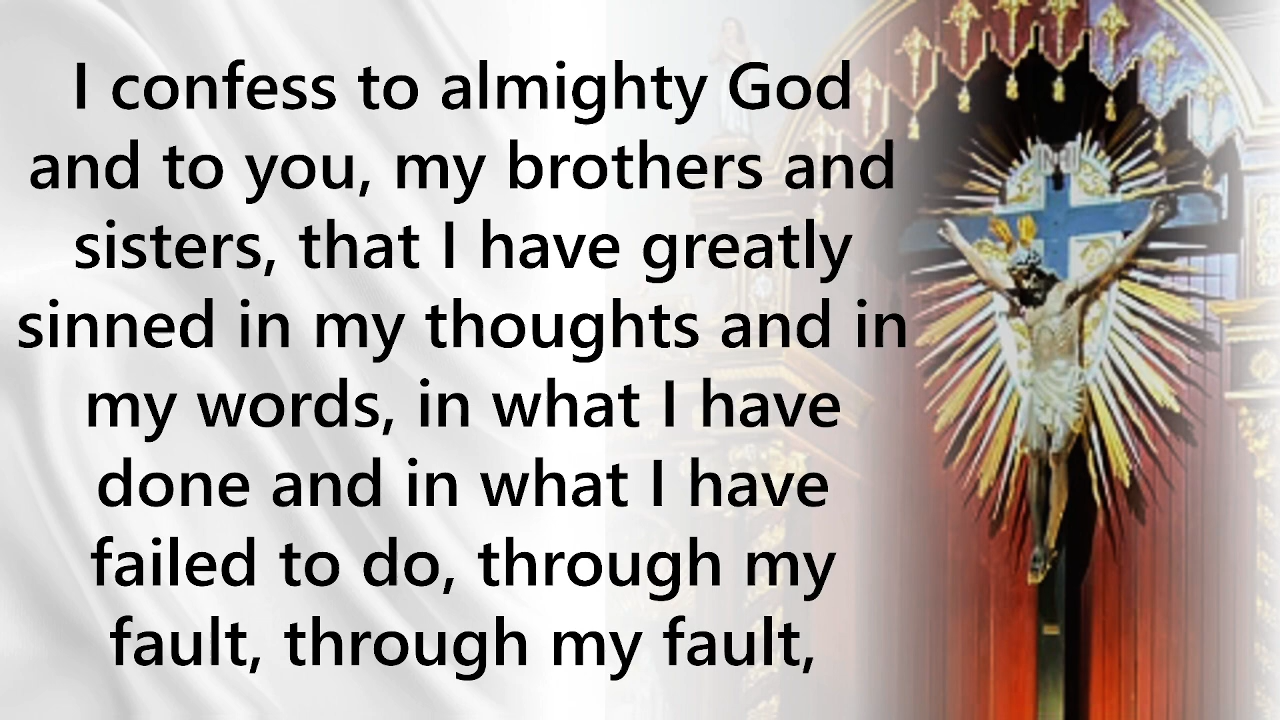 I confess to almighty God
and to you, my brothers and
sisters, that I have greatly
sinned in my thoughts and in
my words, in what I have
done and in what I have
failed to do, through my
fault, through my fault,